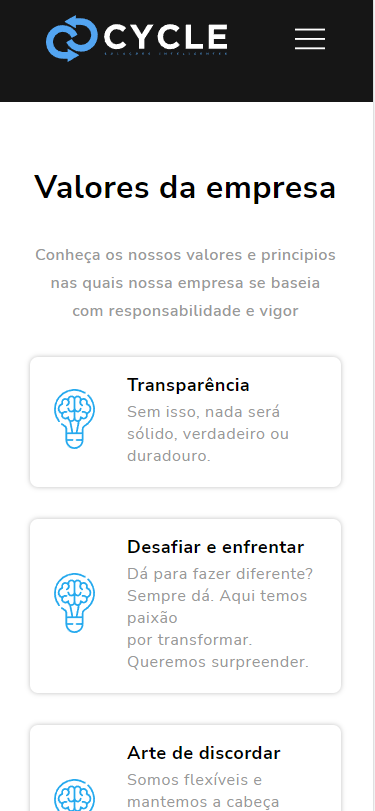 CYCLE
SOLUÇÕES INTELIGENTES
Valores da empresa
Conheça os nossos valores e principios
nas quais nossa empresa se baseia
com responsabilidade e vigor
Transparência
Sem isso, nada será
sólido, verdadeiro ou
duradouro.
Desafiar e enfrentar
Dá para fazer diferente?
Sempre dá. Aqui temos
paixão
por transformar.
Queremos surpreender.
Arte de discordar
Somos flexíveis e
mantemos a cabeça